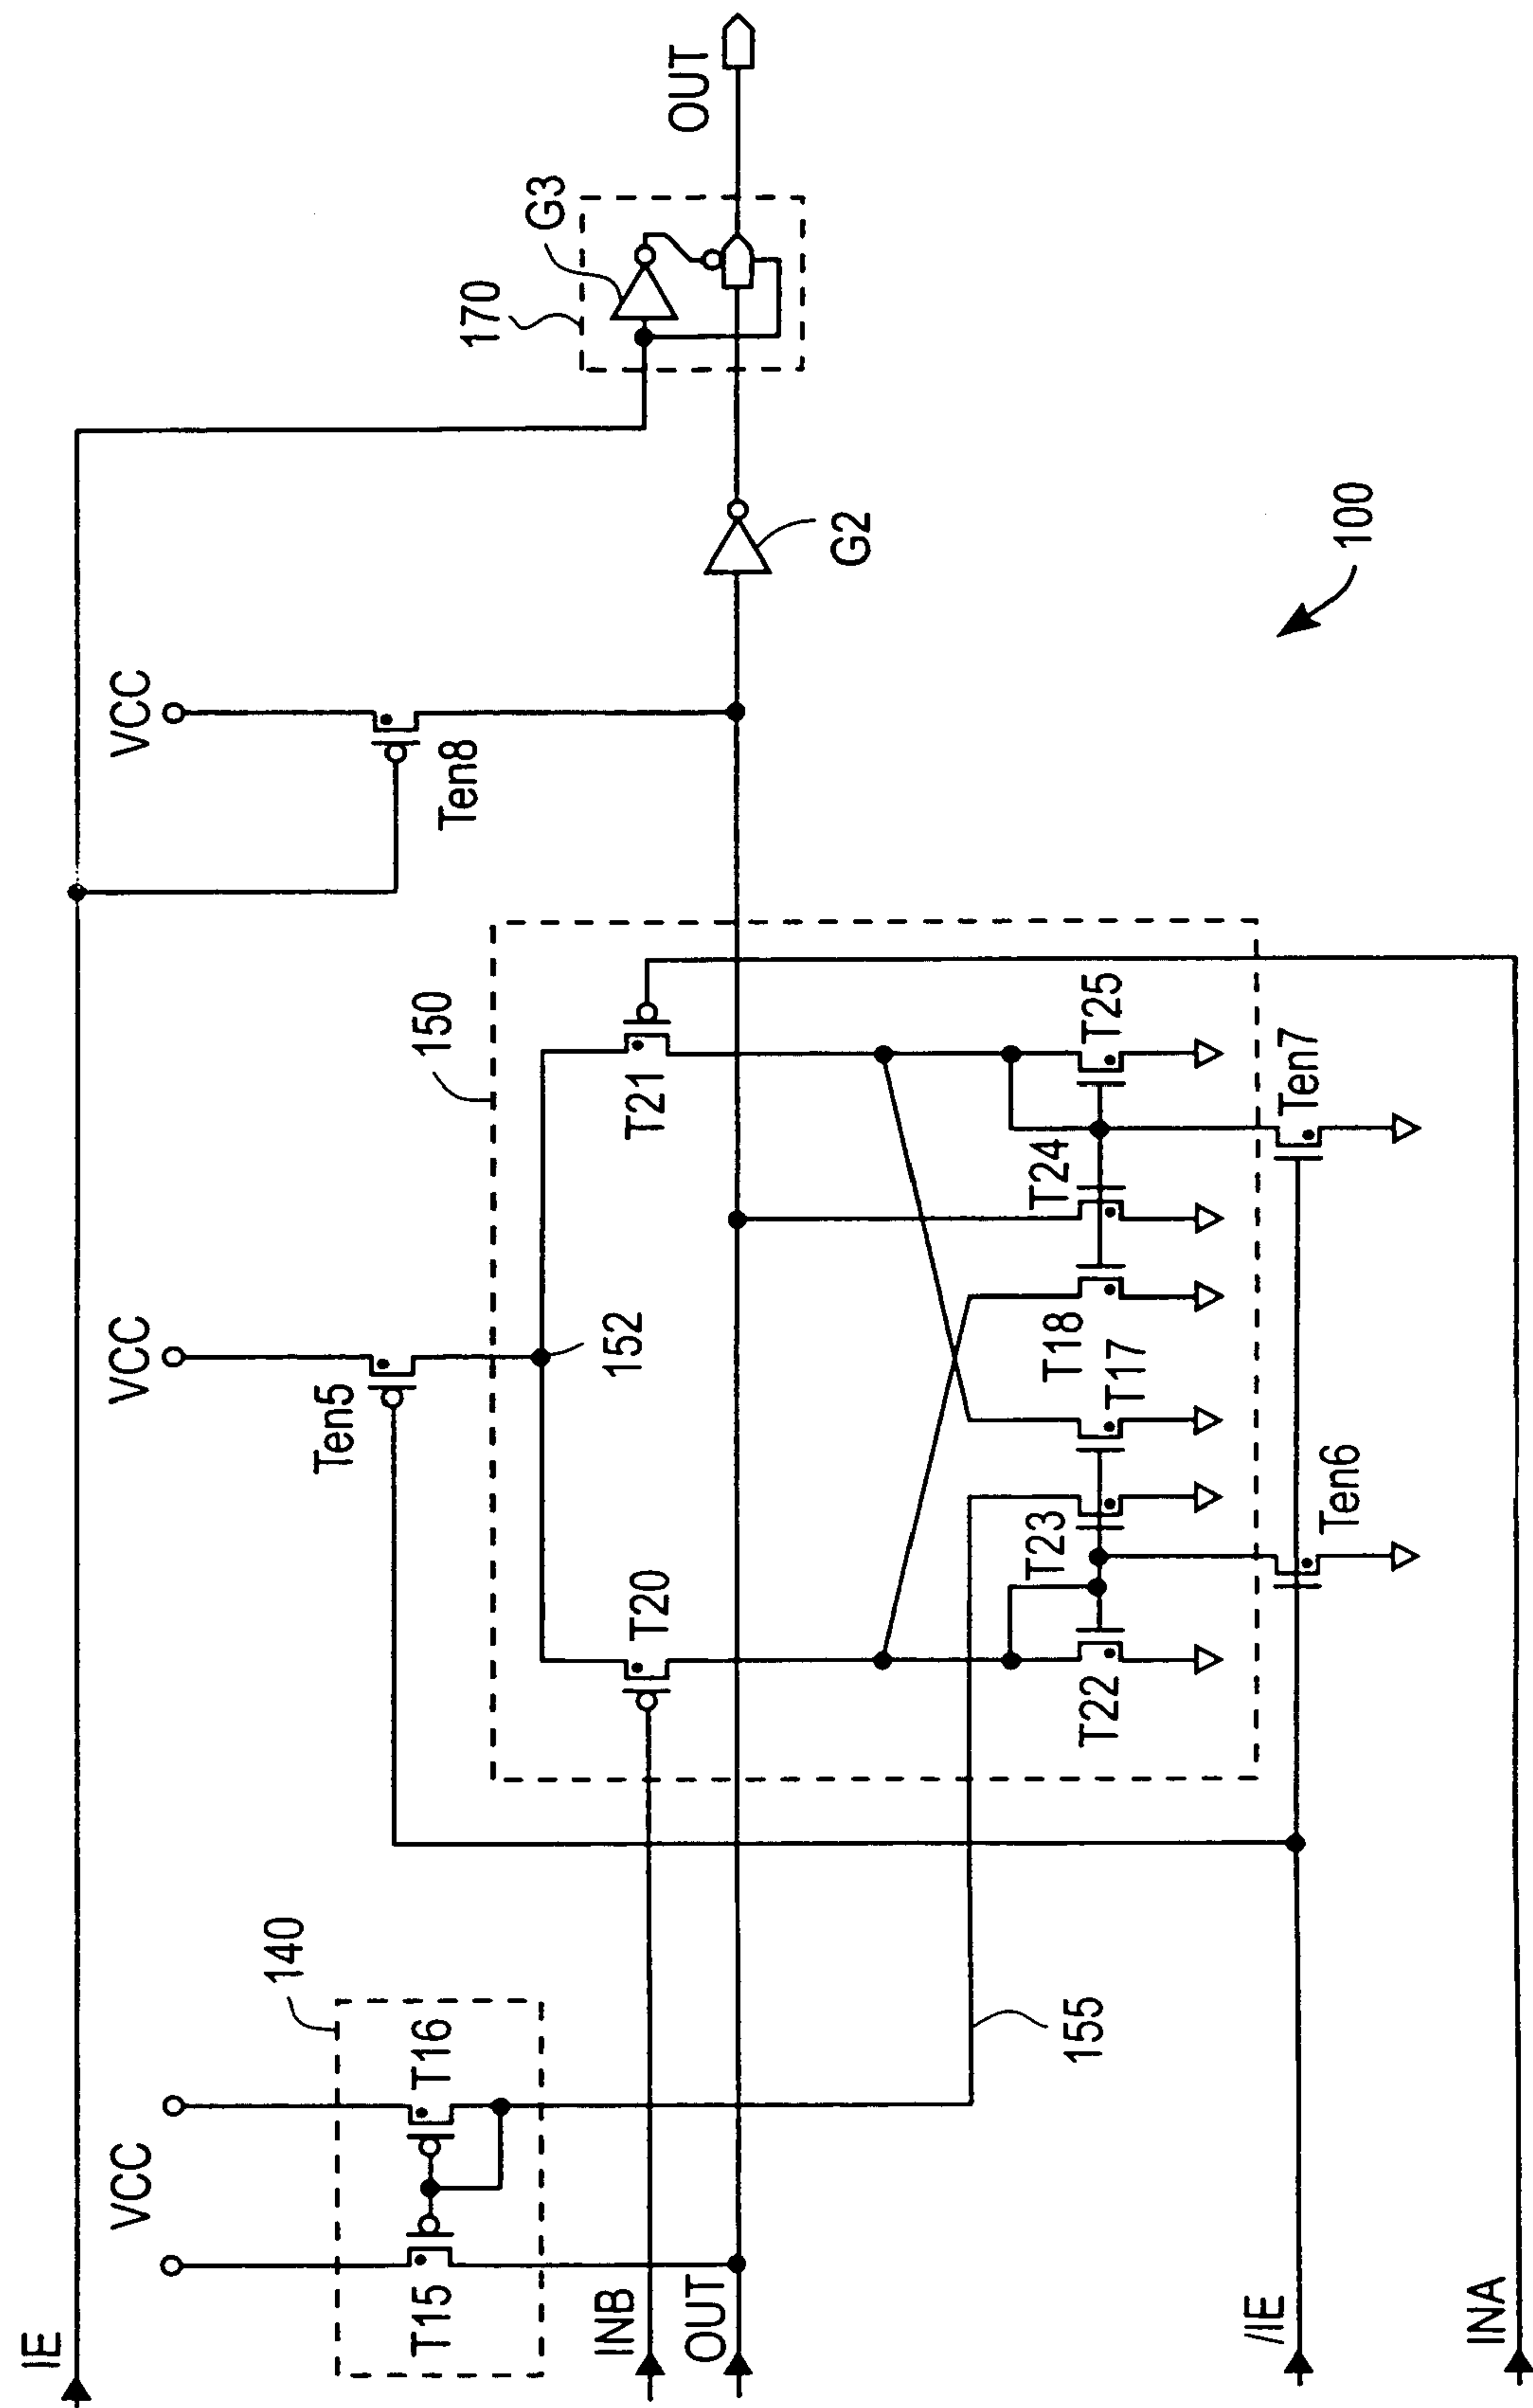 IE
VCC
140
T15
T16
INB
OUT
/IE
INA
155
VCC
Ten5
150
152
T20
T21
T22
T23
T17
T18
T24
T25
Ten6
Ten7
VCC
Ten8
G2
170
G3
OUT
100